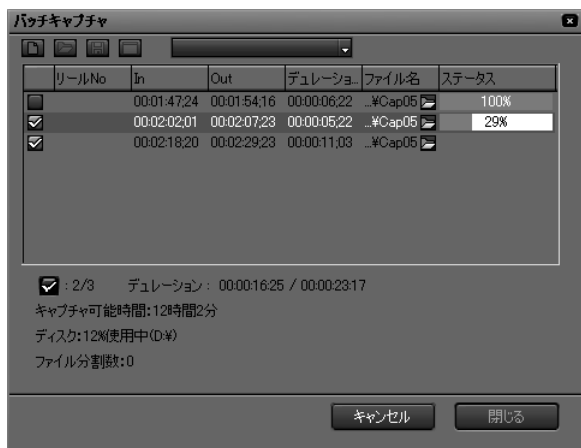 バッチキャプチャ
リールNo In Out デュレーショ... ファイル名 ステータス
00:01:47;24 00:01:54;16 00:00:06;22 ...¥Cap05 100%
00:02:02;01 00:02:07;23 00:00:05;22 ...¥Cap05 29%
00:02:18;20 00:02:29;23 00:00:11;03 ...¥Cap05
: 2/3 デュレーション : 00:00:16:25 / 00:00:23:17
キャプチャ可能時間:12時間2分
ディスク:12%使用中(D:¥)
ファイル分割数:0
キャンセル 閉じる